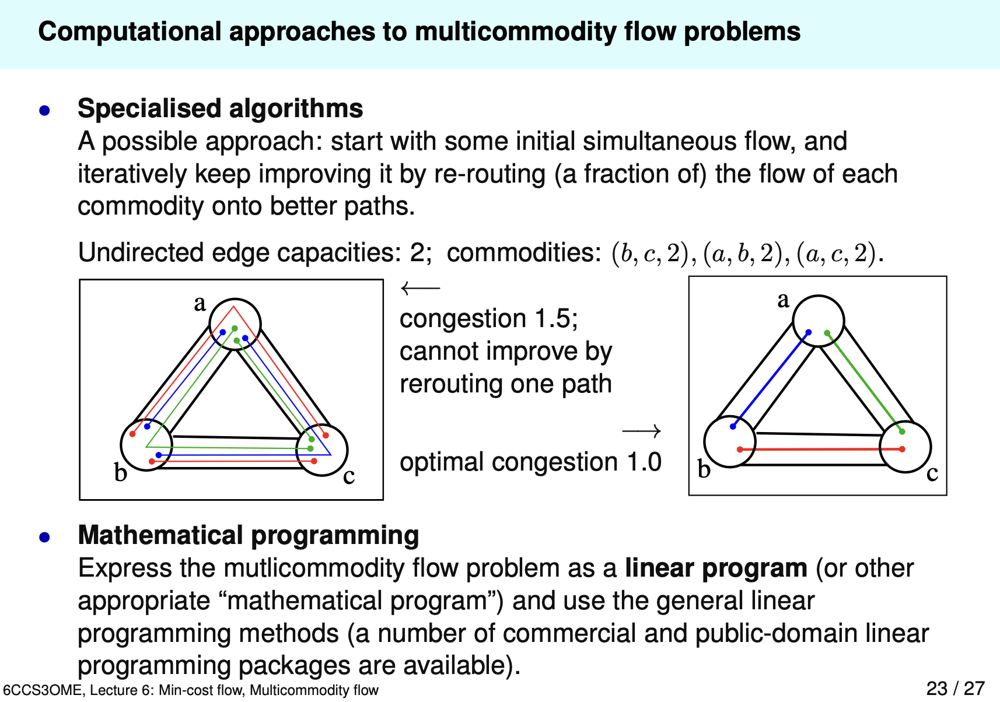 Computational approaches to multicommodity flow problems
● Specialised algorithms
A possible approach: start with some initial simultaneous flow, and
iteratively keep improving it by re-routing (a fraction of) the flow of each
commodity onto better paths.
Undirected edge capacities: 2; commodities: (b, c, 2), (a, b, 2), (a, c, 2).
a
b
c
←
congestion 1.5;
cannot improve by
rerouting one path
→
optimal congestion 1.0
a
b
c
● Mathematical programming
Express the mutlicommodity flow problem as a linear program (or other
appropriate “mathematical program”) and use the general linear
programming methods (a number of commercial and public-domain linear
programming packages are available).
6CCS3OME, Lecture 6: Min-cost flow, Multicommodity flow
23 / 27